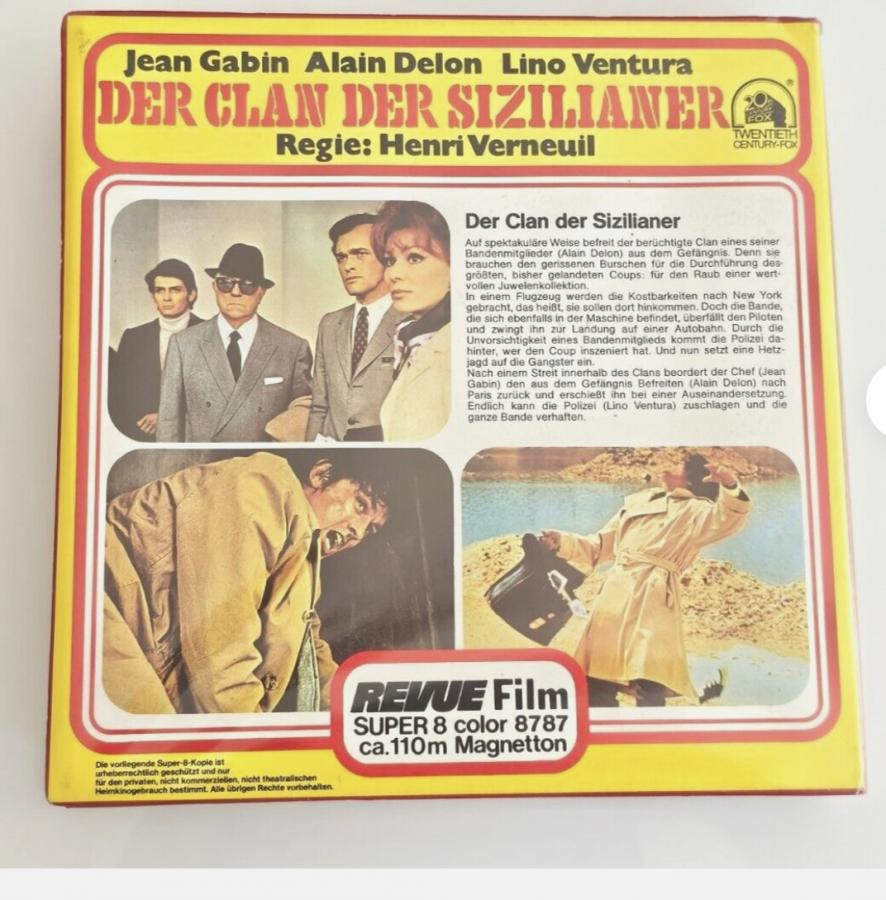 Jean Gabin Alain Delon Lino Ventura
DER CLAN DER SIZILIANER
Regie: Henri Verneuil
20th
CENTURY
FOX
®
TWENTIETH
CENTURY-FOX
Der Clan der Sizilianer
Auf spektakuläre Weise befreit der berüchtigte Clan eines seiner
Bandenmitglieder (Alain Delon) aus dem Gefängnis. Denn sie
brauchen den gerissenen Burschen für die Durchführung des
größten, bisher gelandeten Coups: für den Raub einer wert-
vollen Juwelenkollektion.
In einem Flugzeug werden die Kostbarkeiten nach New York
gebracht, das heißt, sie sollen dort hinkommen. Doch die Bande,
die sich ebenfalls in der Maschine befindet, überfällt den Piloten
und zwingt ihn zur Landung auf einer Autobahn. Durch die
Unvorsichtigkeit eines Bandenmitglieds kommt die Polizei da-
hinter, wer den Coup inszeniert hat. Und nun setzt eine Hetz-
jagd auf die Gangster ein.
Nach einem Streit innerhalb des Clans beordert der Chef (Jean
Gabin) den aus dem Gefängnis Befreiten (Alain Delon) nach
Paris zurück und erschießt ihn bei einer Auseinandersetzung.
Endlich kann die Polizei (Lino Ventura) zuschlagen und die
ganze Bande verhaften.
REVUE Film
SUPER 8 color 8787
ca.110m Magnetton
Die vorliegende Super-8-Kopie ist
urheberrechtlich geschützt und nur
für den privaten, nicht kommerziellen, nicht theatralischen
Heimkinogebrauch bestimmt. Alle übrigen Rechte vorbehalten.